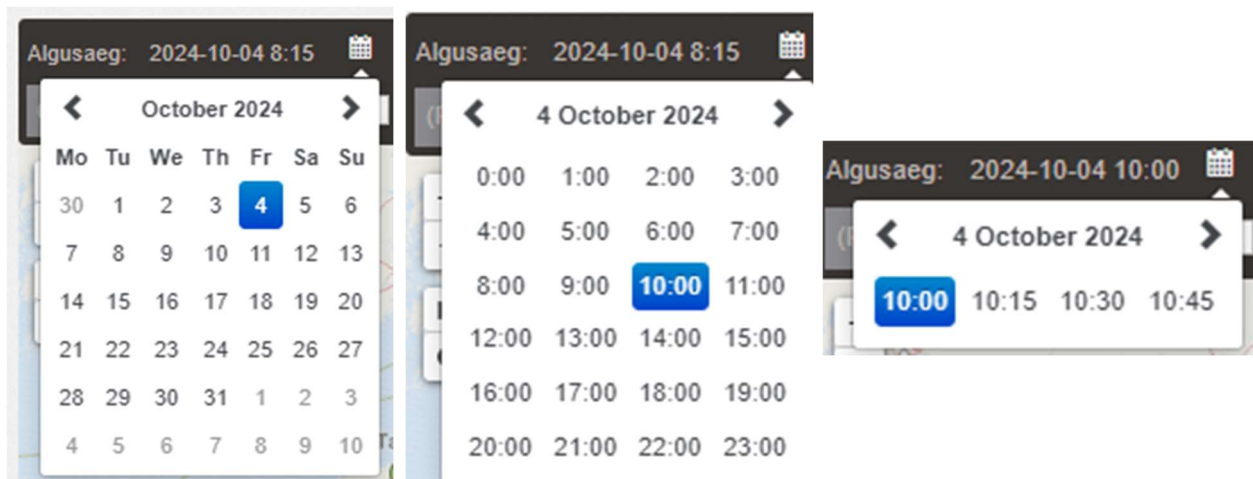 Algusaeg: 2024-10-04 8:15
October 2024
Mo Tu We Th Fr Sa Su
30 1 2 3 4 5 6
7 8 9 10 11 12 13
14 15 16 17 18 19 20
21 22 23 24 25 26 27
28 29 30 31 1 2 3
4 5 6 7 8 9 10
Algusaeg: 2024-10-04 8:15
4 October 2024
0:00 1:00 2:00 3:00
4:00 5:00 6:00 7:00
8:00 9:00 10:00 11:00
12:00 13:00 14:00 15:00
16:00 17:00 18:00 19:00
20:00 21:00 22:00 23:00
Algusaeg: 2024-10-04 10:00
4 October 2024
10:00 10:15 10:30 10:45